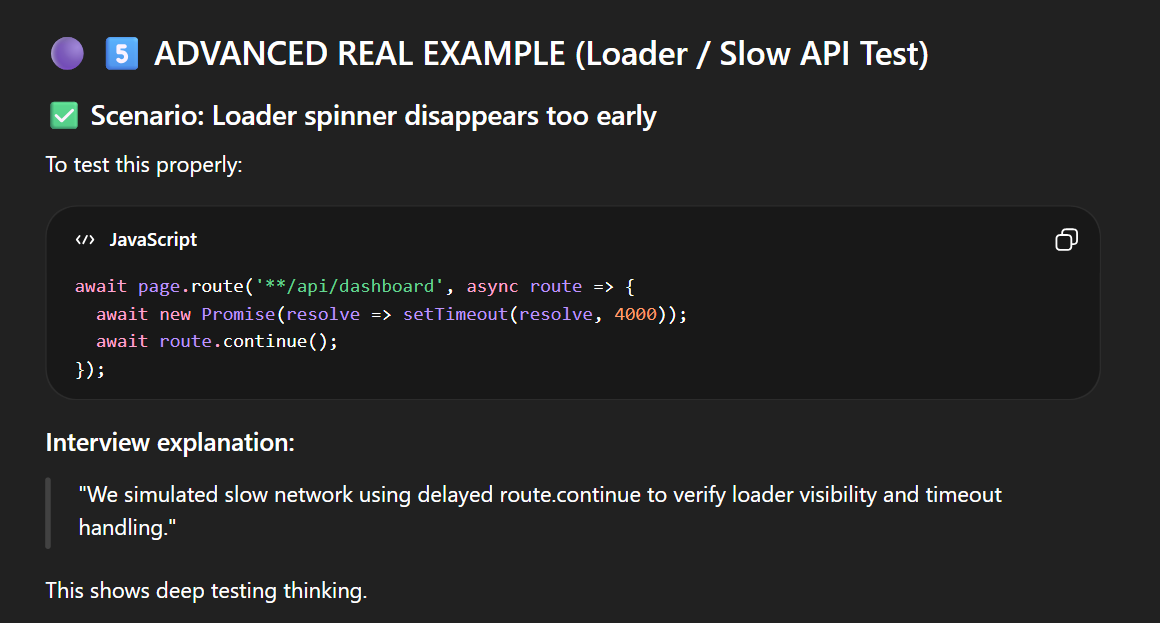 🟣 5️⃣ ADVANCED REAL EXAMPLE (Loader / Slow API Test)
✅ Scenario: Loader spinner disappears too early
To test this properly:
</> JavaScript
await page.route('**/api/dashboard', async route => {
  await new Promise(resolve => setTimeout(resolve, 4000));
  await route.continue();
});
Interview explanation:
"We simulated slow network using delayed route.continue to verify loader visibility and timeout
handling."
This shows deep testing thinking.